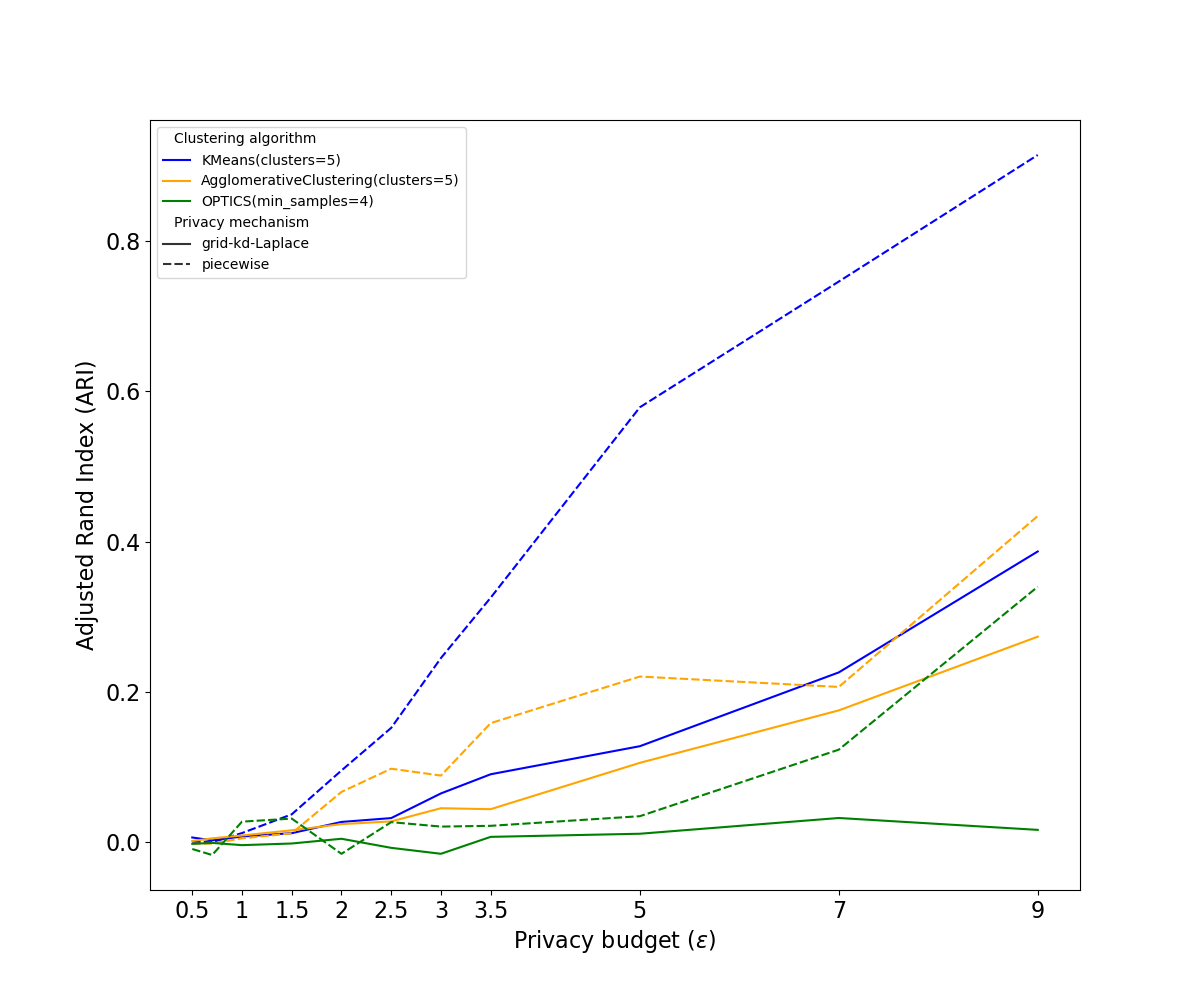 Clustering algorithm
KMeans(clusters=5)
AgglomerativeClustering(clusters=5)
OPTICS(min_samples=4)
Privacy mechanism
grid-kd-Laplace
piecewise
Adjusted Rand Index (ARI)
0.8
0.6
0.4
0.2
0.0
0.5 1 1.5 2 2.5 3 3.5 5 7 9
Privacy budget (ε)